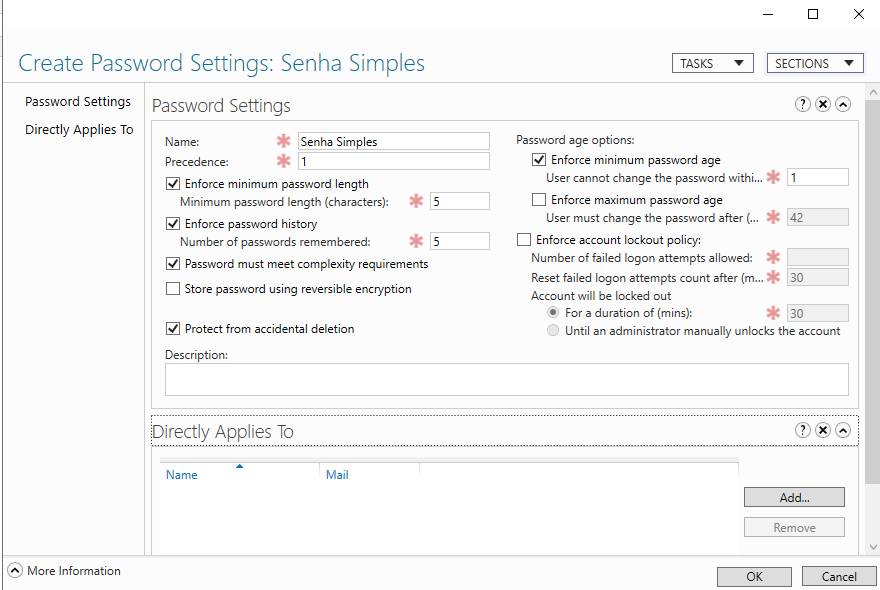 Create Password Settings: Senha Simples
TASKS
SECTIONS
Password Settings
Directly Applies To
Password Settings
Name:
Senha Simples
Precedence:
1
Enforce minimum password length
Minimum password length (characters):
5
Enforce password history
Number of passwords remembered:
5
Password must meet complexity requirements
Store password using reversible encryption
Protect from accidental deletion
Password age options:
Enforce minimum password age
User cannot change the password withi...
1
Enforce maximum password age
User must change the password after (...
42
Enforce account lockout policy:
Number of failed logon attempts allowed:
Reset failed logon attempts count after (m...
30
Account will be locked out
For a duration of (mins):
30
Until an administrator manually unlocks the account
Description:
Directly Applies To
Name
Mail
Add...
Remove
More Information
OK
Cancel